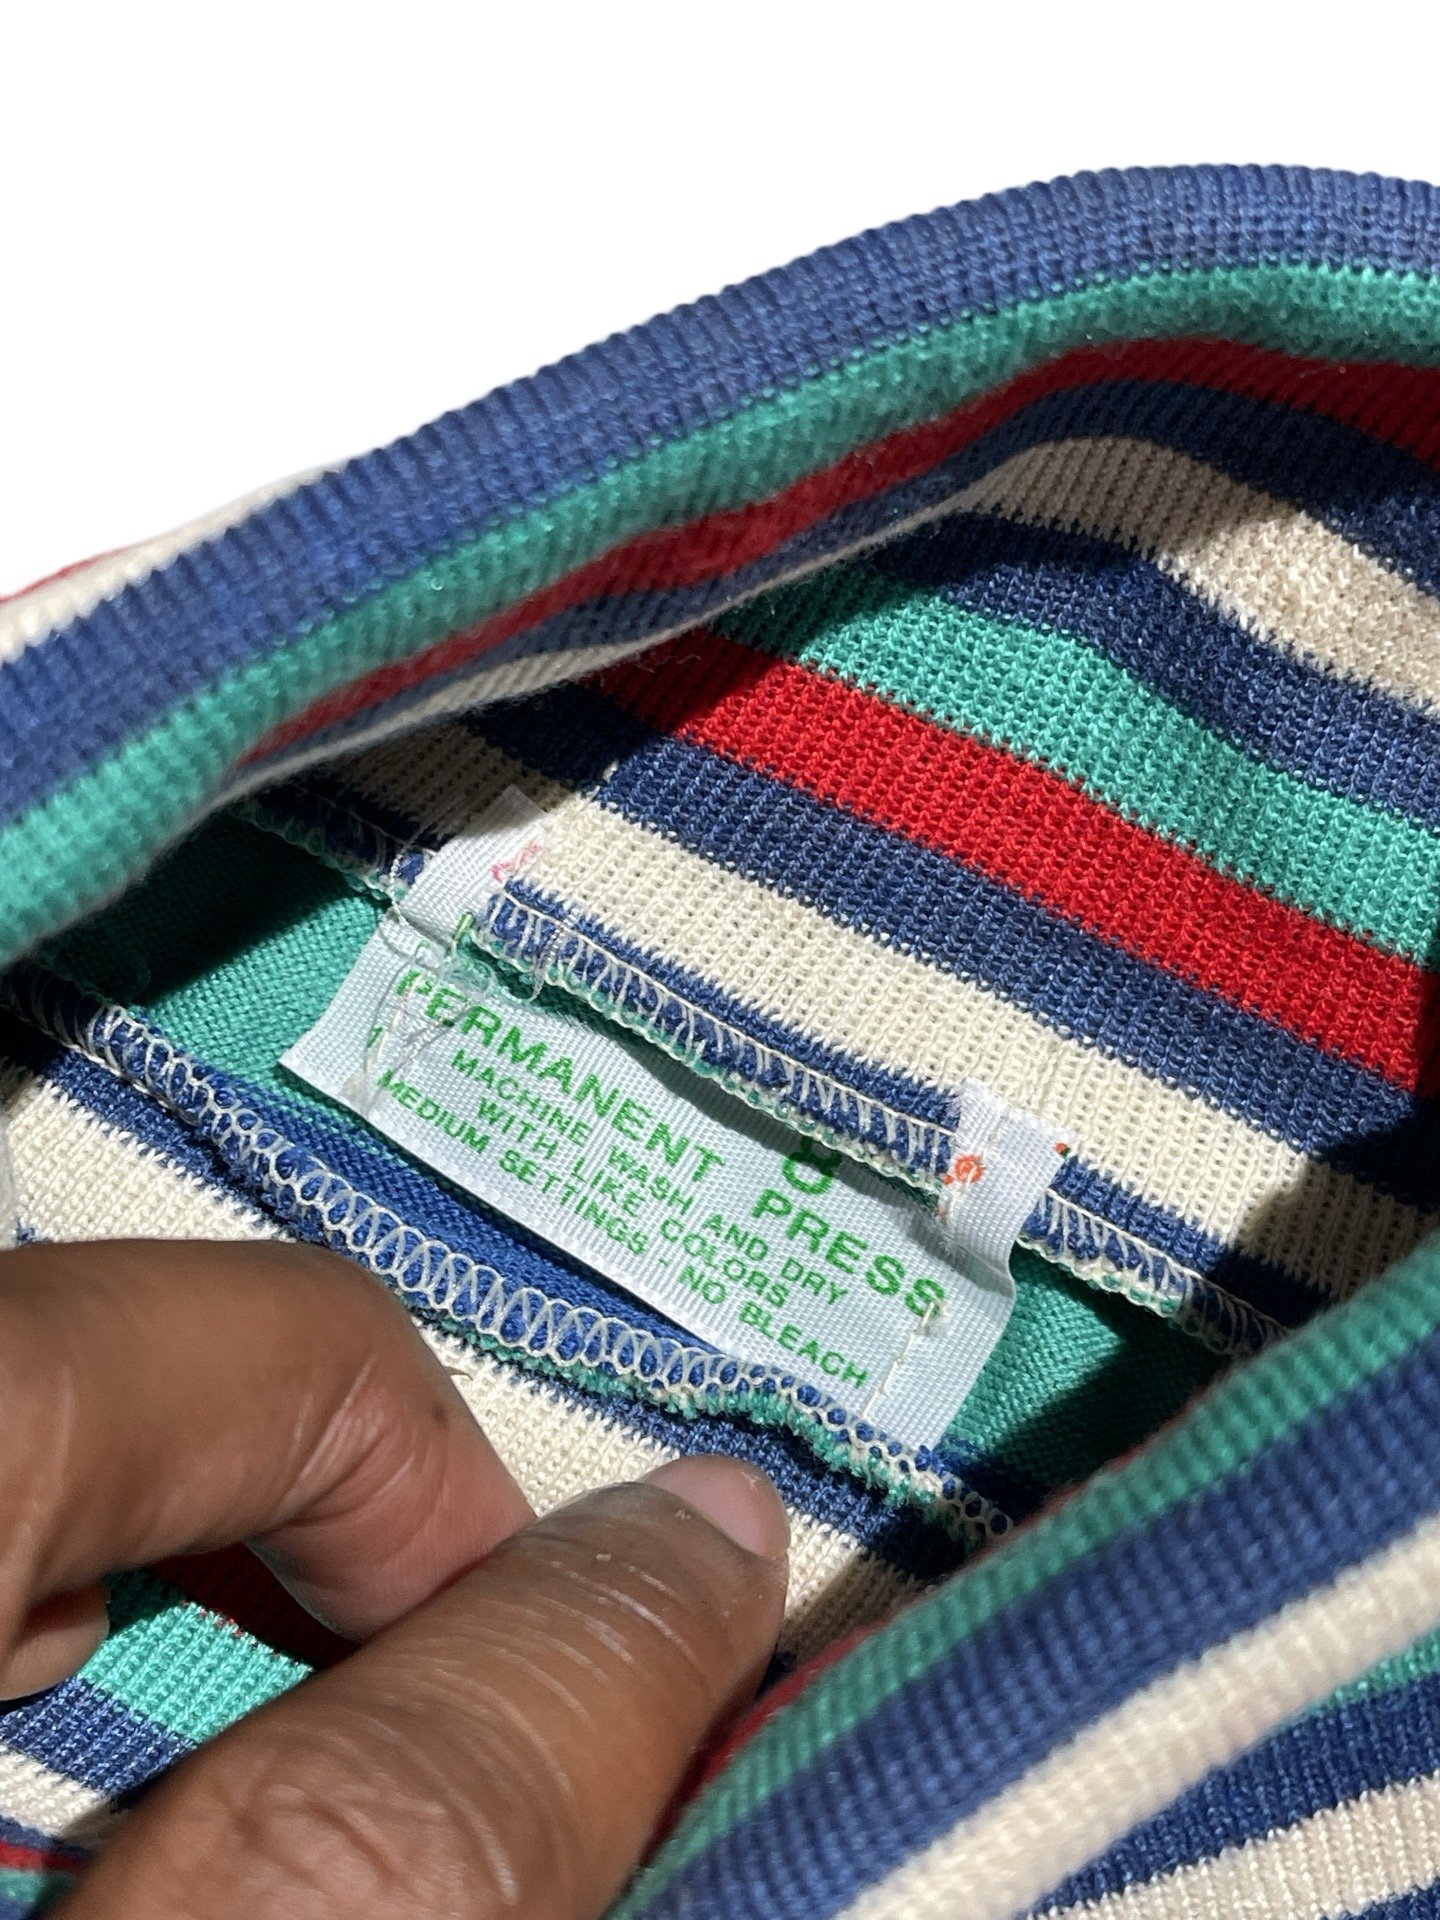 PERMANENT PRESS
8
MACHINE WASH AND DRY
WITH LIKE COLORS
MEDIUM SETTINGS - NO BLEACH